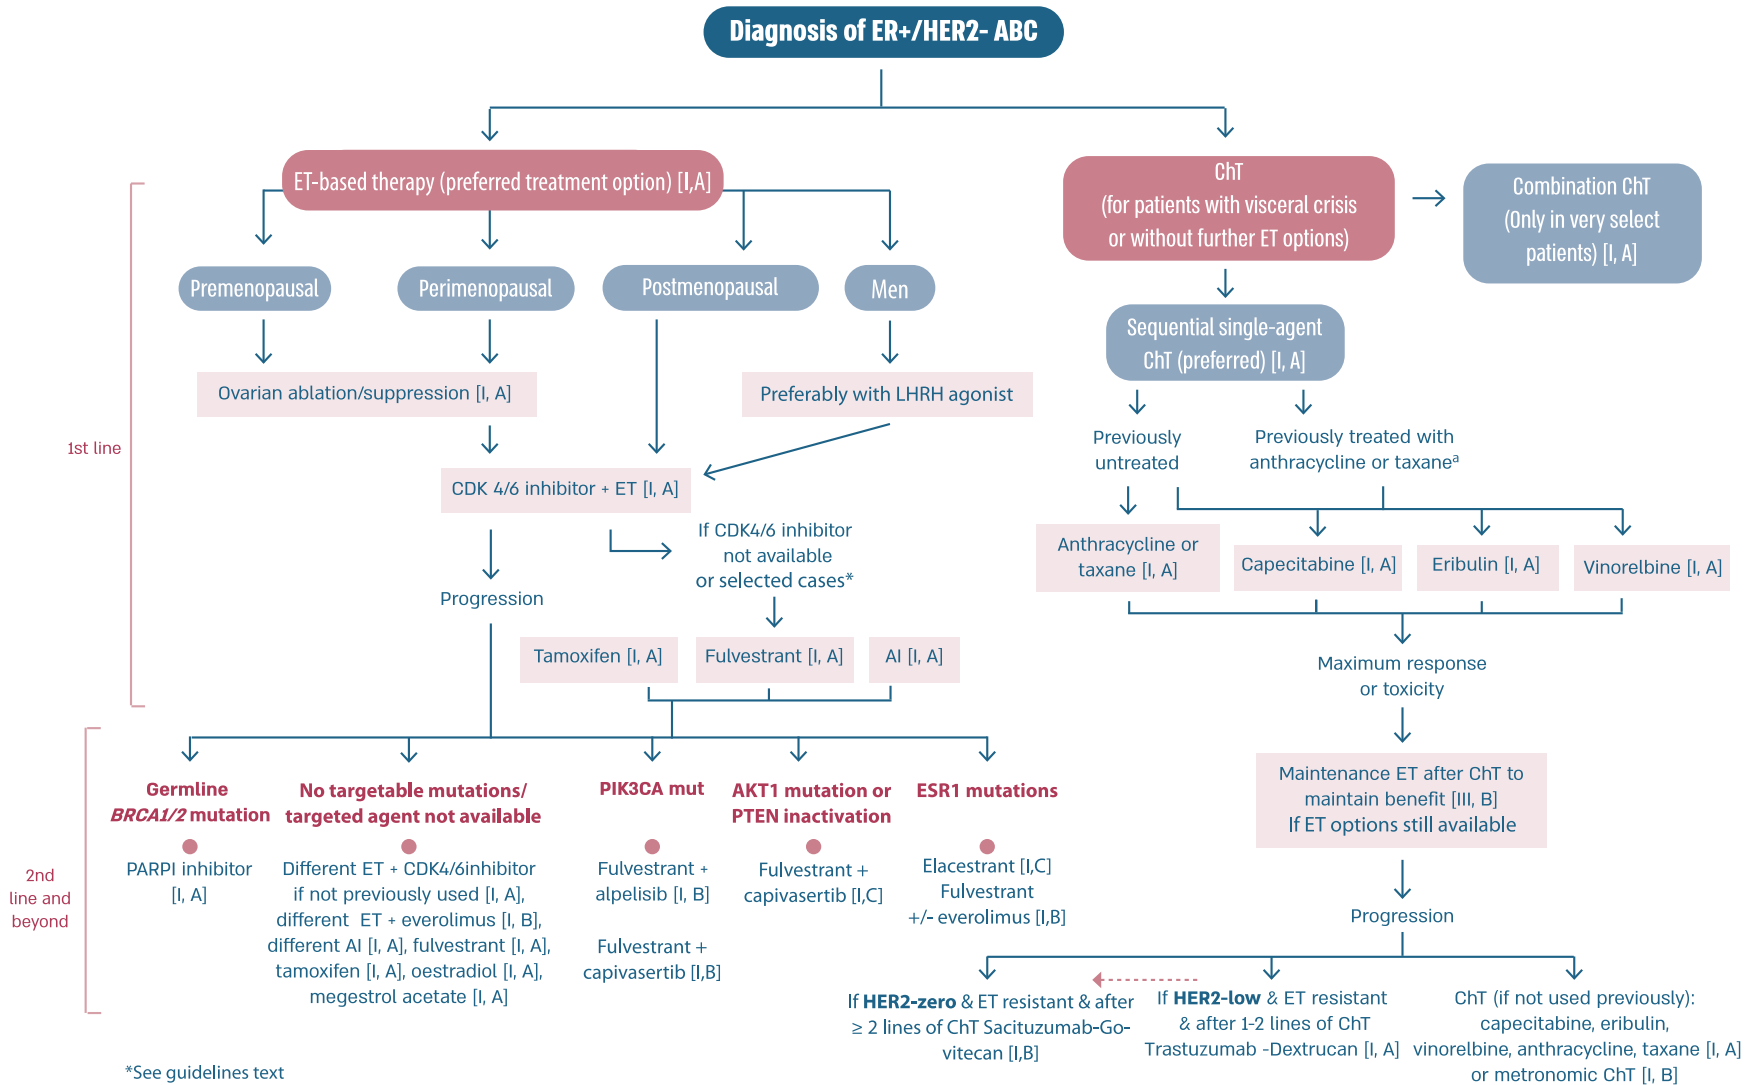 Diagnosis of ER+/HER2- ABC
ET-based therapy (preferred treatment option) [I,A]
ChT
(for patients with visceral crisis
or without further ET options)
Combination ChT
(Only in very select
patients) [I, A]
Premenopausal
Perimenopausal
Postmenopausal
Men
Sequential single-agent
ChT (preferred) [I, A]
Ovarian ablation/suppression [I, A]
Preferably with LHRH agonist
1st line
Previously
untreated
Previously treated with
anthracycline or taxaneª
CDK 4/6 inhibitor + ET [I, A]
If CDK4/6 inhibitor
not available
or selected cases*
Anthracycline or
taxane [I, A]
Capecitabine [I, A]
Eribulin [I, A]
Vinorelbine [I, A]
Progression
Tamoxifen [I, A]
Fulvestrant [I, A]
AI [I, A]
Maximum response
or toxicity
Maintenance ET after ChT to
maintain benefit [III, B]
If ET options still available
2nd
line and
beyond
Germline
BRCA1/2 mutation
PARPI inhibitor
[I, A]
No targetable mutations/
targeted agent not available
Different ET + CDK4/6inhibitor
if not previously used [I, A],
different ET + everolimus [I, B],
different AI [I, A], fulvestrant [I, A],
tamoxifen [I, A], oestradiol [I, A],
megestrol acetate [I, A]
PIK3CA mut
Fulvestrant +
alpelisib [I, B]
Fulvestrant +
capivasertib [I,B]
AKT1 mutation or
PTEN inactivation
Fulvestrant +
capivasertib [I,C]
ESR1 mutations
Elacestrant [I,C]
Fulvestrant
+/- everolimus [I,B]
Progression
If HER2-zero & ET resistant & after
≥ 2 lines of ChT Sacituzumab-Go-
vitecan [I,B]
If HER2-low & ET resistant
& after 1-2 lines of ChT
Trastuzumab -Dextrucan [I, A]
ChT (if not used previously):
capecitabine, eribulin,
vinorelbine, anthracycline, taxane [I, A]
or metronomic ChT [I, B]
*See guidelines text